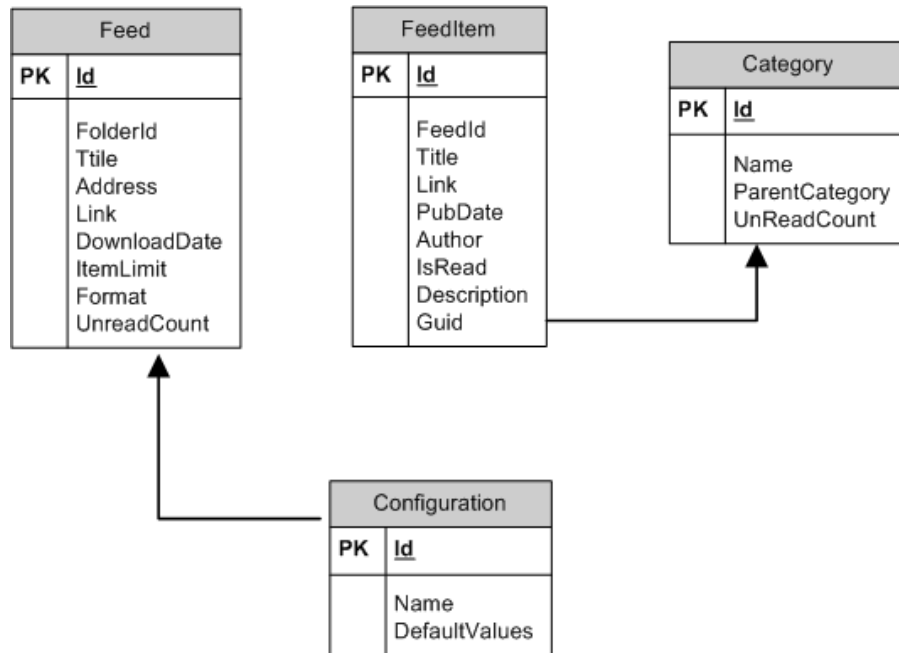 Feed
PK Id
FolderId
Ttile
Address
Link
DownloadDate
ItemLimit
Format
UnreadCount
FeedItem
PK Id
FeedId
Title
Link
PubDate
Author
IsRead
Description
Guid
Category
PK Id
Name
ParentCategory
UnReadCount
Configuration
PK Id
Name
DefaultValues